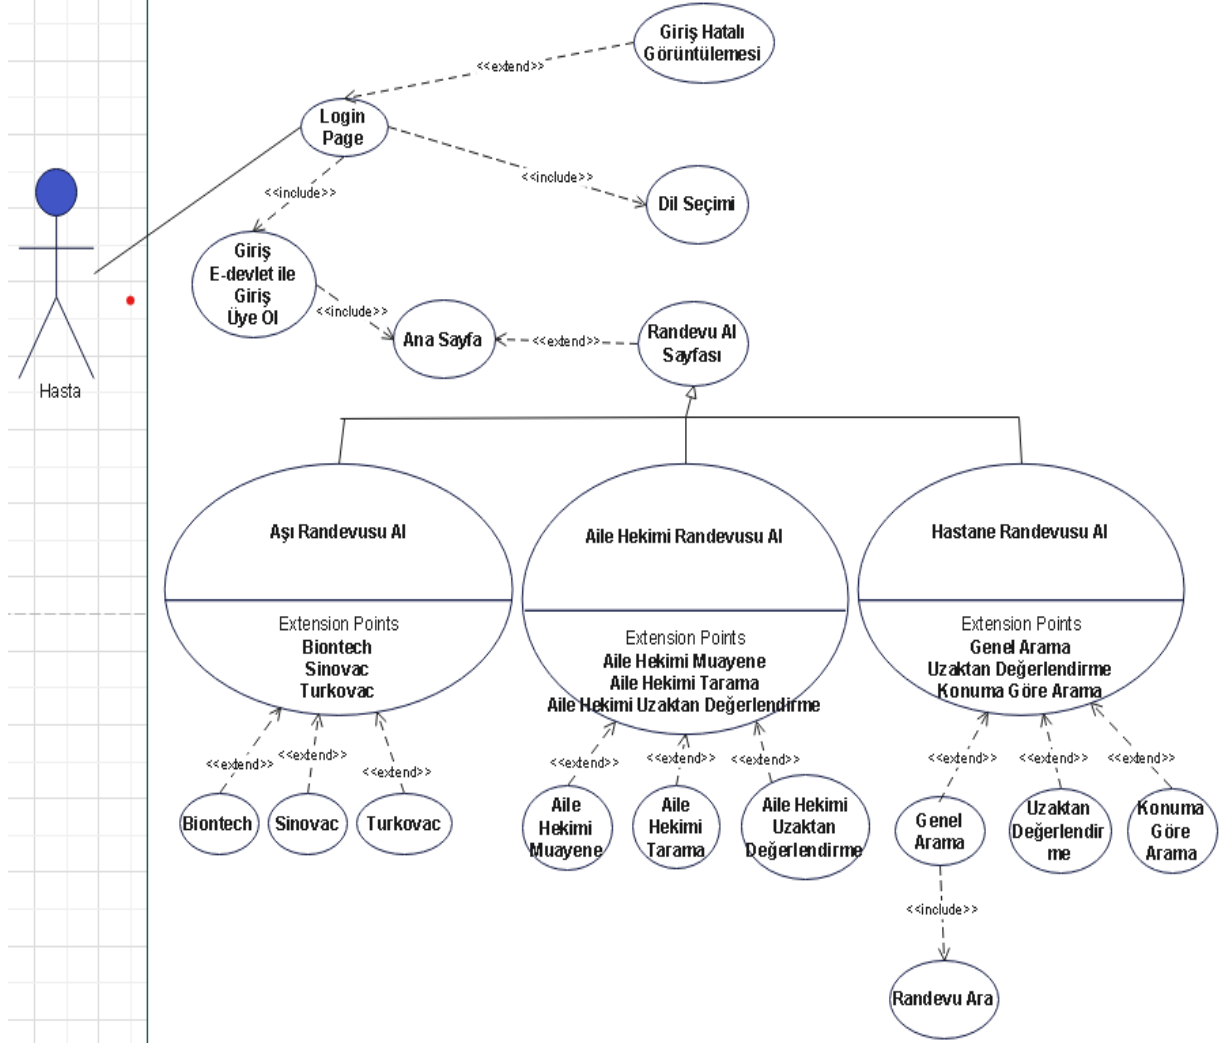 Giriş Hatalı
Görüntülemesi
<<extend>>
Login
Page
<<include>>
<<include>>
Dil Seçimi
Giriş
E-devlet ile
Giriş
Üye Ol
<<include>>
Ana Sayfa
<<extend>>
Randevu Al
Sayfası
Hasta
Aşı Randevusu Al
Extension Points
Biontech
Sinovac
Turkovac
Aile Hekimi Randevusu Al
Extension Points
Aile Hekimi Muayene
Aile Hekimi Tarama
Aile Hekimi Uzaktan Değerlendirme
Hastane Randevusu Al
Extension Points
Genel Arama
Uzaktan Değerlendirme
Konuma Göre Arama
<<extend>>
<<extend>>
<<extend>>
<<extend>>
<<extend>>
<<extend>>
<<extend>>
<<extend>>
<<extend>>
Biontech
Sinovac
Turkovac
Aile
Hekimi
Muayene
Aile
Hekimi
Tarama
Aile Hekimi
Uzaktan
Değerlendirme
Genel
Arama
Uzaktan
Değerlendir
me
Konuma
Göre
Arama
<<include>>
Randevu Ara